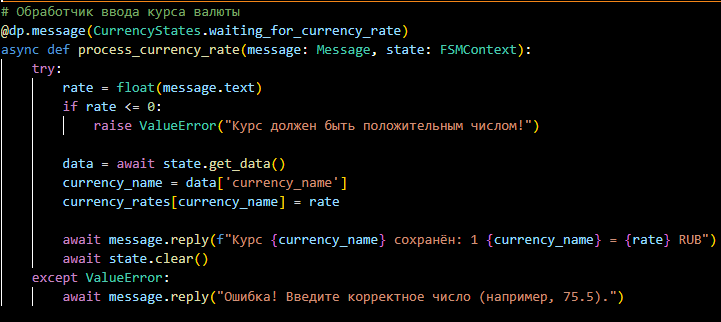 # Обработчик ввода курса валюты
@dp.message(CurrencyStates.waiting_for_currency_rate)
async def process_currency_rate(message: Message, state: FSMContext):
    try:
        rate = float(message.text)
        if rate <= 0:
            raise ValueError("Курс должен быть положительным числом!")

        data = await state.get_data()
        currency_name = data['currency_name']
        currency_rates[currency_name] = rate

        await message.reply(f"Курс {currency_name} сохранён: 1 {currency_name} = {rate} RUB")
        await state.clear()
    except ValueError:
        await message.reply("Ошибка! Введите корректное число (например, 75.5).")